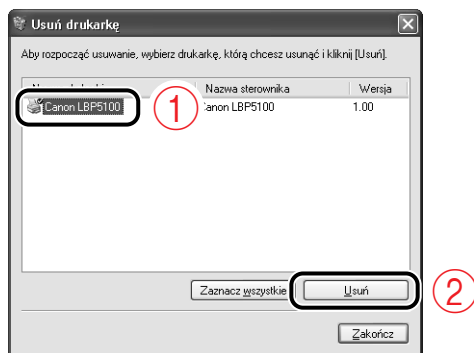 Usuń drukarkę
Aby rozpocząć usuwanie, wybierz drukarkę, którą chcesz usunąć i kliknij [Usuń].
Nazwa sterownika Wersja
Canon LBP5100 1 Canon LBP5100 1.00
Zaznacz wszystkie Usuń 2
Zakończ